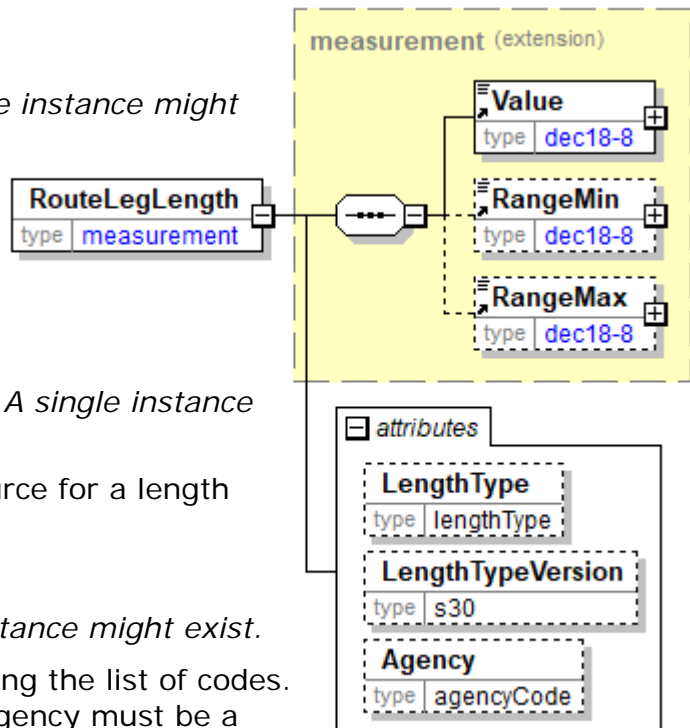 measurement (extension)
e instance might
Value
type dec18-8
RouteLegLength
type measurement
RangeMin
type dec18-8
RangeMax
type dec18-8
A single instance
attributes
urce for a length
LengthType
type lengthType
LengthTypeVersion
type s30
tance might exist.
ing the list of codes.
Agency
type agencyCode
gency must be a